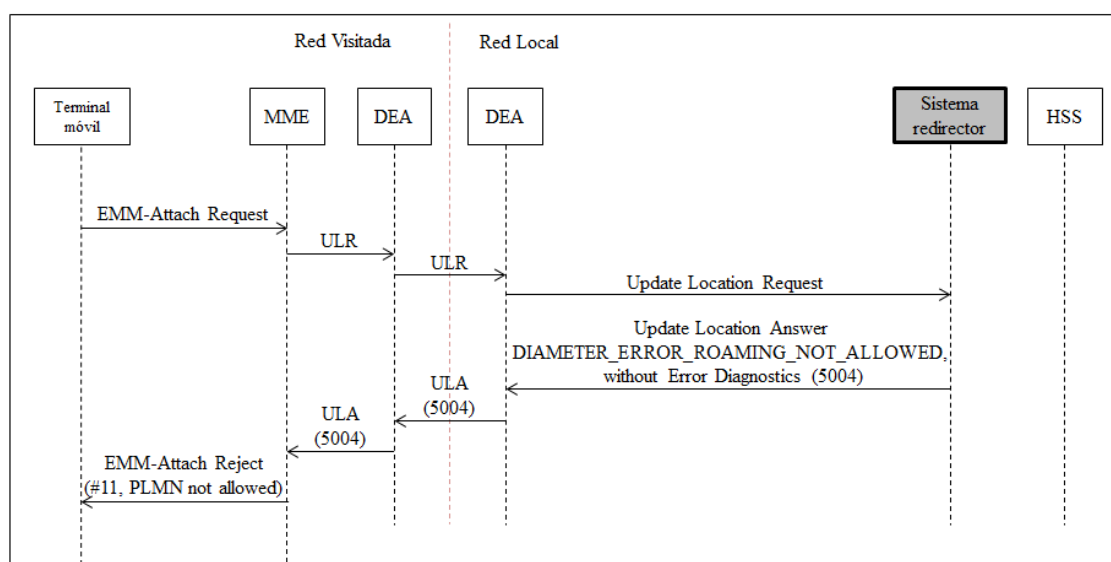 Red Visitada
Red Local
Terminal
móvil
MME
DEA
DEA
Sistema
redirector
HSS
EMM-Attach Request
ULR
ULR
Update Location Request
Update Location Answer
DIAMETER_ERROR_ROAMING_NOT_ALLOWED,
without Error Diagnostics (5004)
ULA
(5004)
ULA
(5004)
EMM-Attach Reject
(#11, PLMN not allowed)